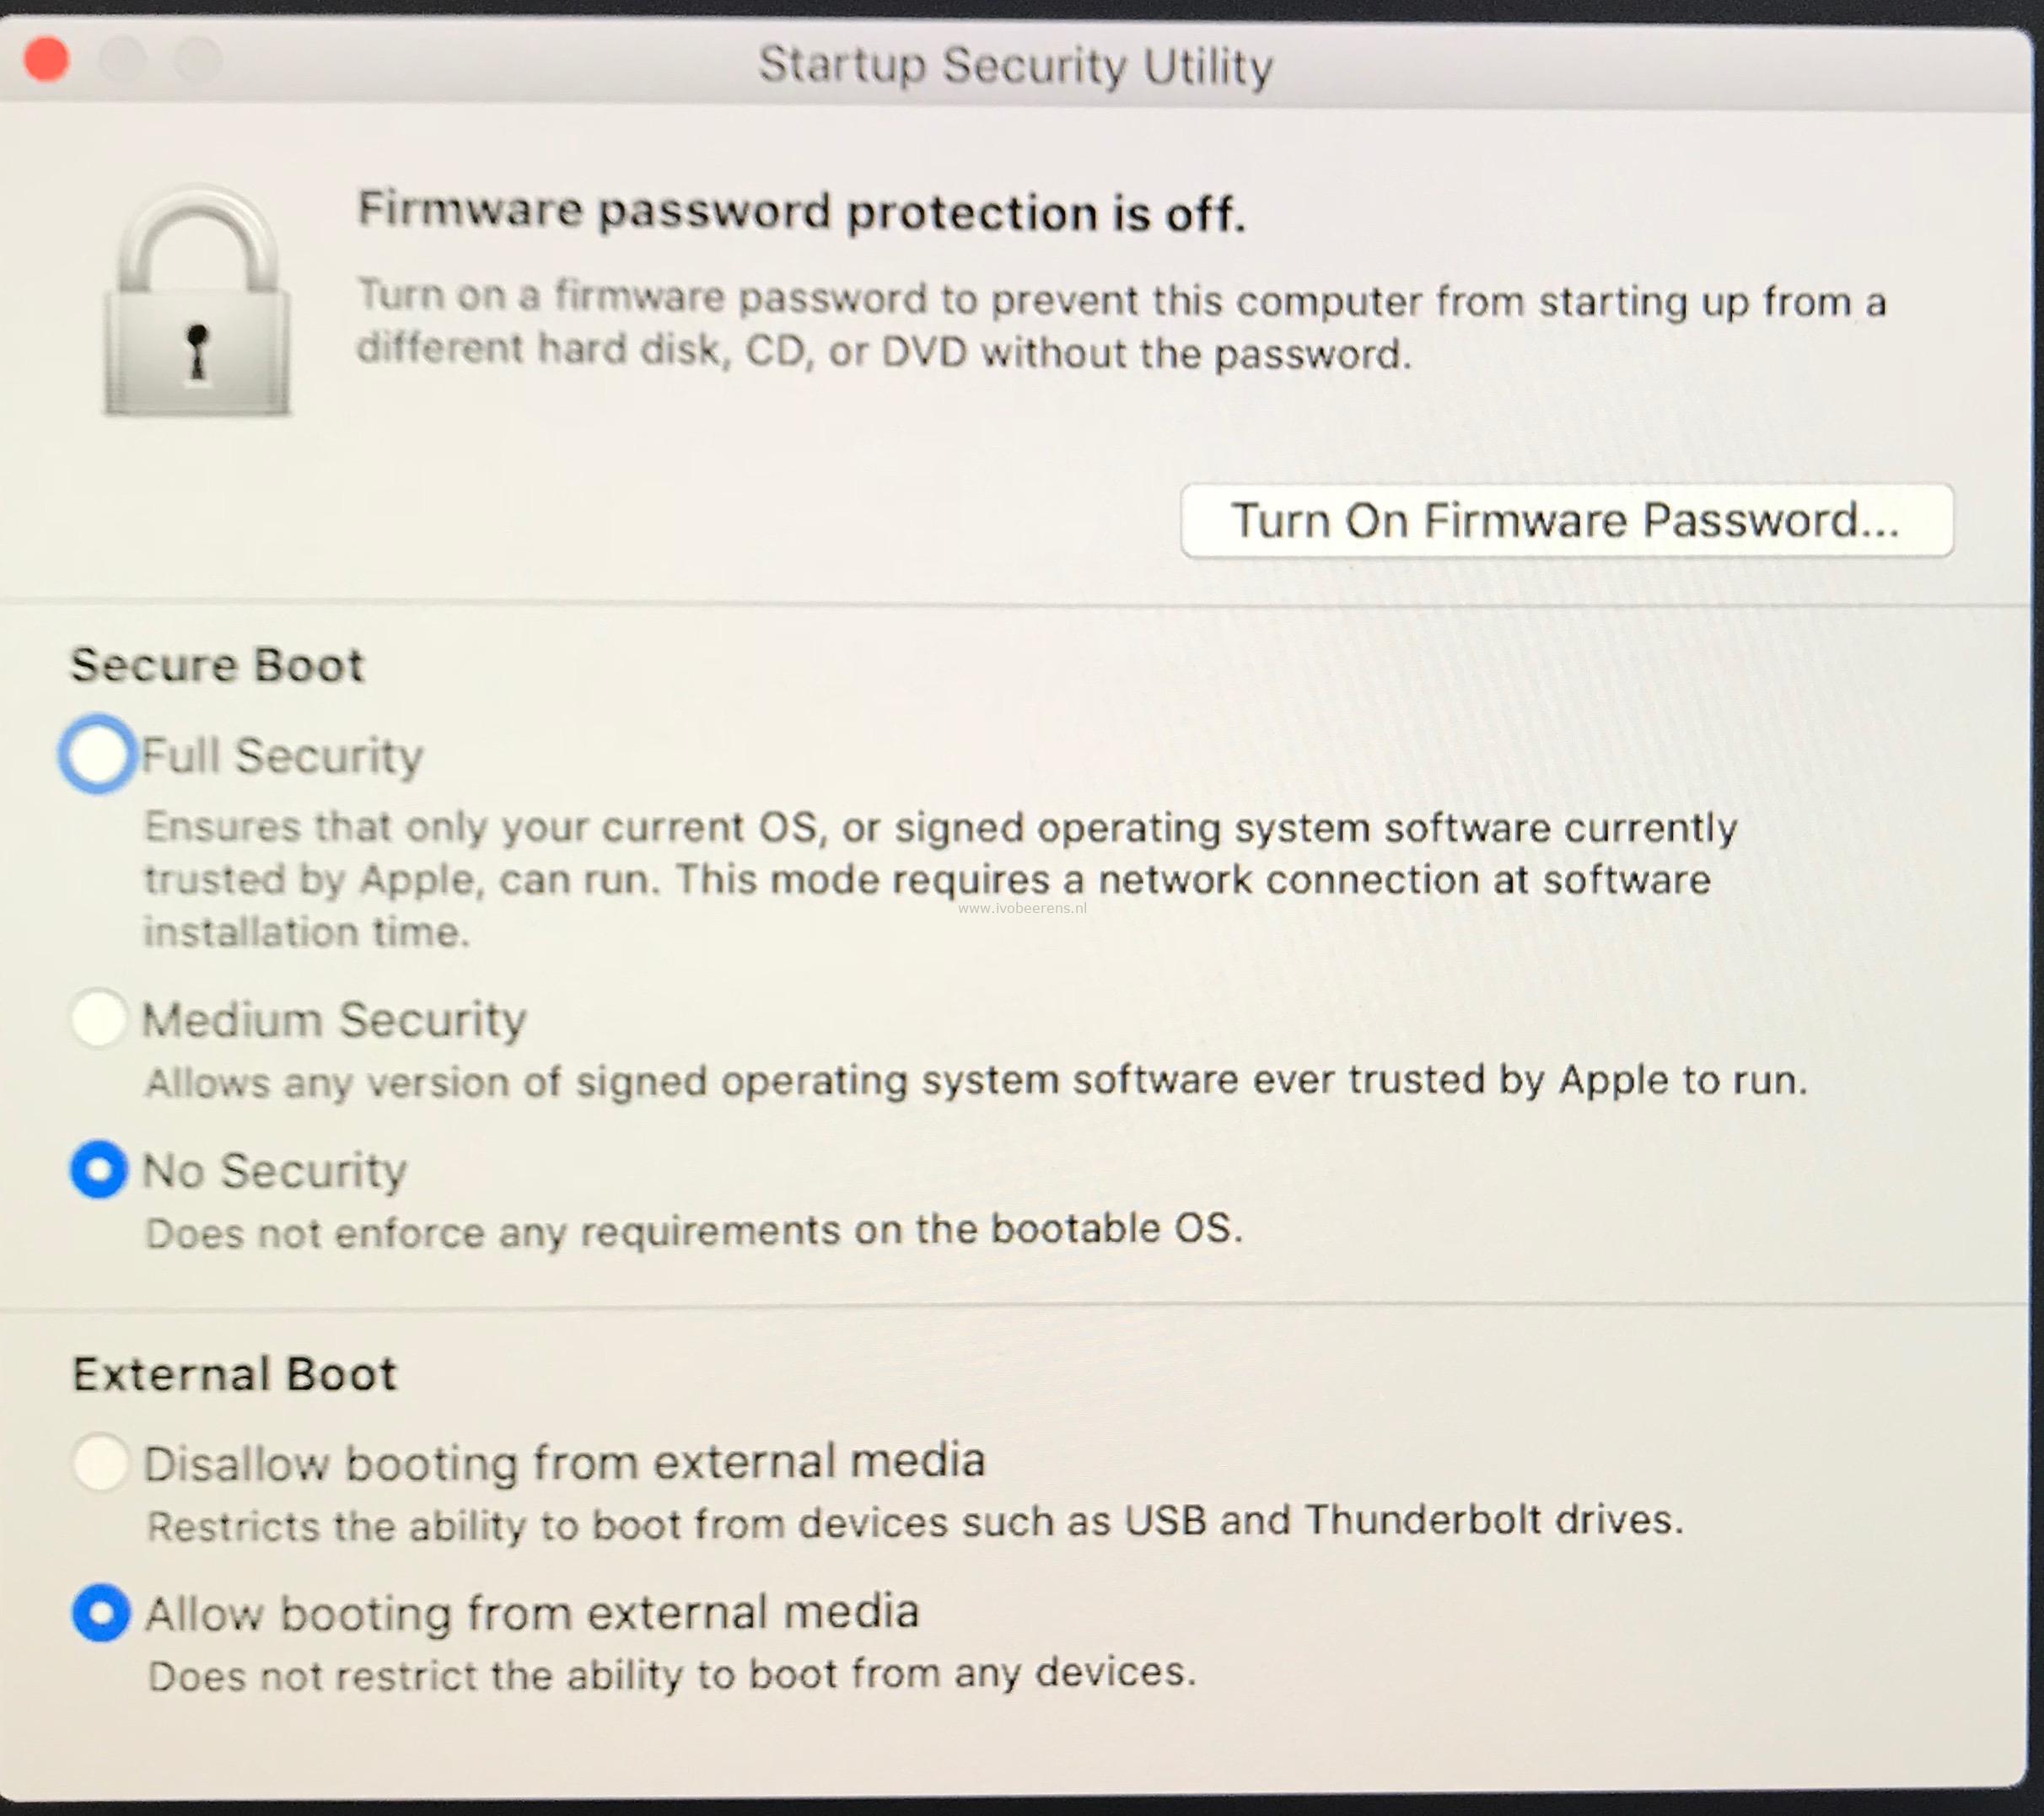 Startup Security Utility
Firmware password protection is off.
Turn on a firmware password to prevent this computer from starting up from a
different hard disk, CD, or DVD without the password.
Turn On Firmware Password...
Secure Boot
Full Security
Ensures that only your current OS, or signed operating system software currently
trusted by Apple, can run. This mode requires a network connection at software
www.ivobeerens.nl
installation time.
Medium Security
Allows any version of signed operating system software ever trusted by Apple to run.
No Security
Does not enforce any requirements on the bootable OS.
External Boot
Disallow booting from external media
Restricts the ability to boot from devices such as USB and Thunderbolt drives.
Allow booting from external media
Does not restrict the ability to boot from any devices.